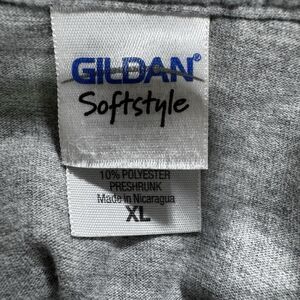 GILDAN®
Softstyle
10% POLYESTER
PRESHRUNK
Made in Nicaragua
XL